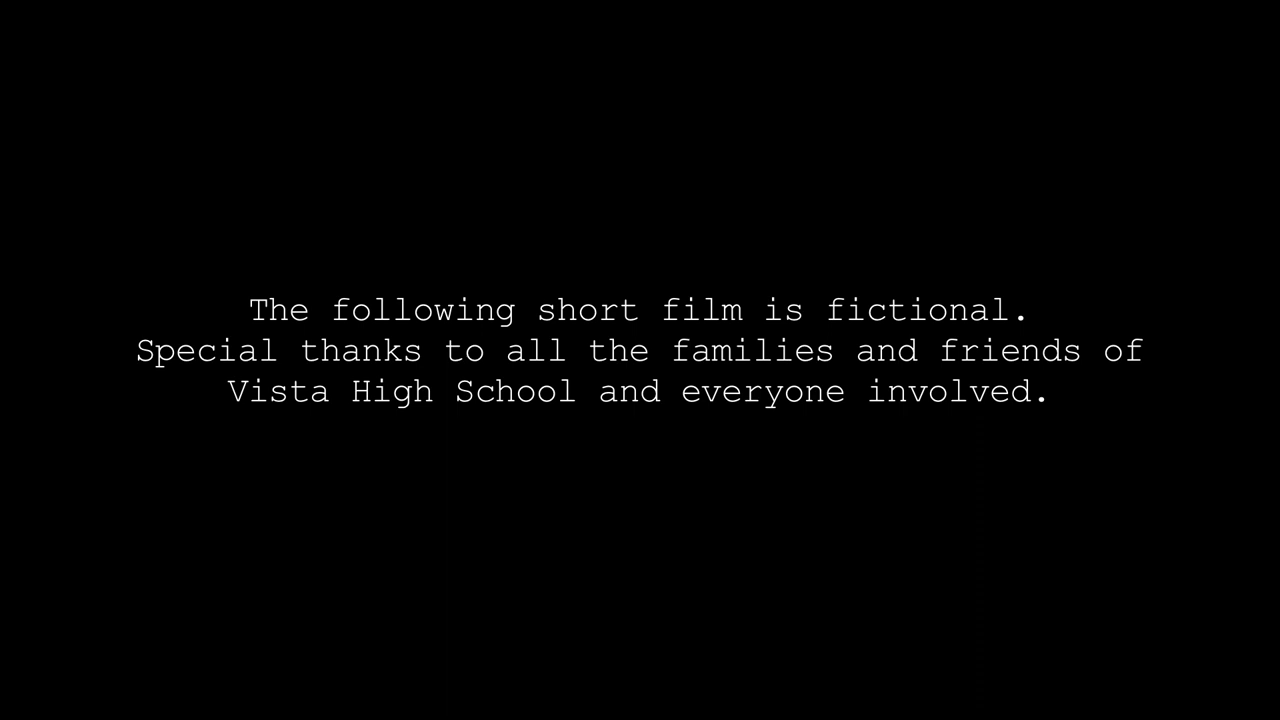 The following short film is fictional.
Special thanks to all the families and friends of
Vista High School and everyone involved.